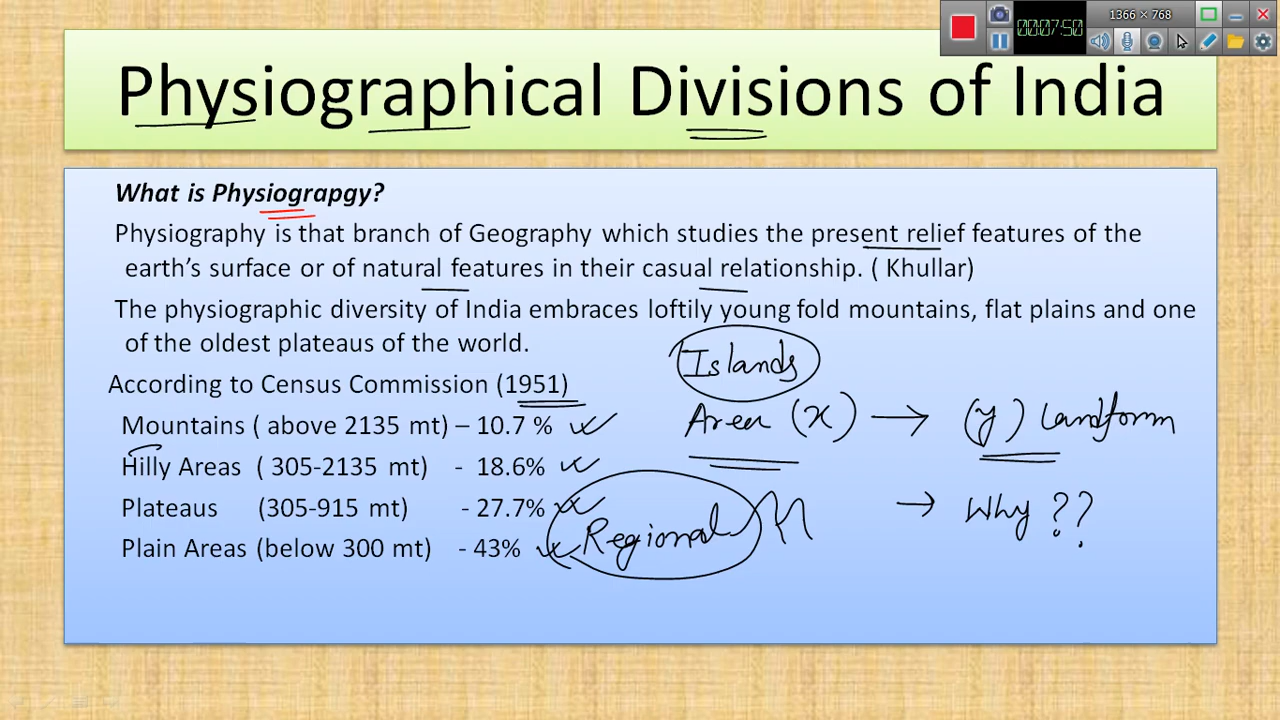 1366 × 768
00:07:50
Physiographical Divisions of India
What is Physiograpgy?
Physiography is that branch of Geography which studies the present relief features of the
earth's surface or of natural features in their casual relationship. ( Khullar)
The physiographic diversity of India embraces loftily young fold mountains, flat plains and one
of the oldest plateaus of the world.
Islands
According to Census Commission (1951)
Mountains ( above 2135 mt) – 10.7 %
Area (x) → (y) Landform
Hilly Areas ( 305-2135 mt) - 18.6%
Plateaus (305-915 mt) - 27.7%
Regional
→ Why ??
Plain Areas (below 300 mt) - 43%